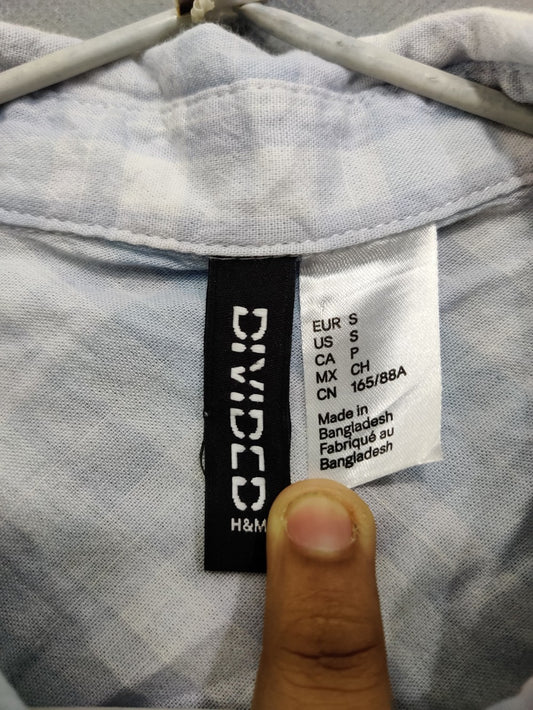 DIVIDED
H&M
EUR S
US S
CA P
MX CH
CN 165/88A
Made in
Bangladesh
Fabriqué au
Bangladesh